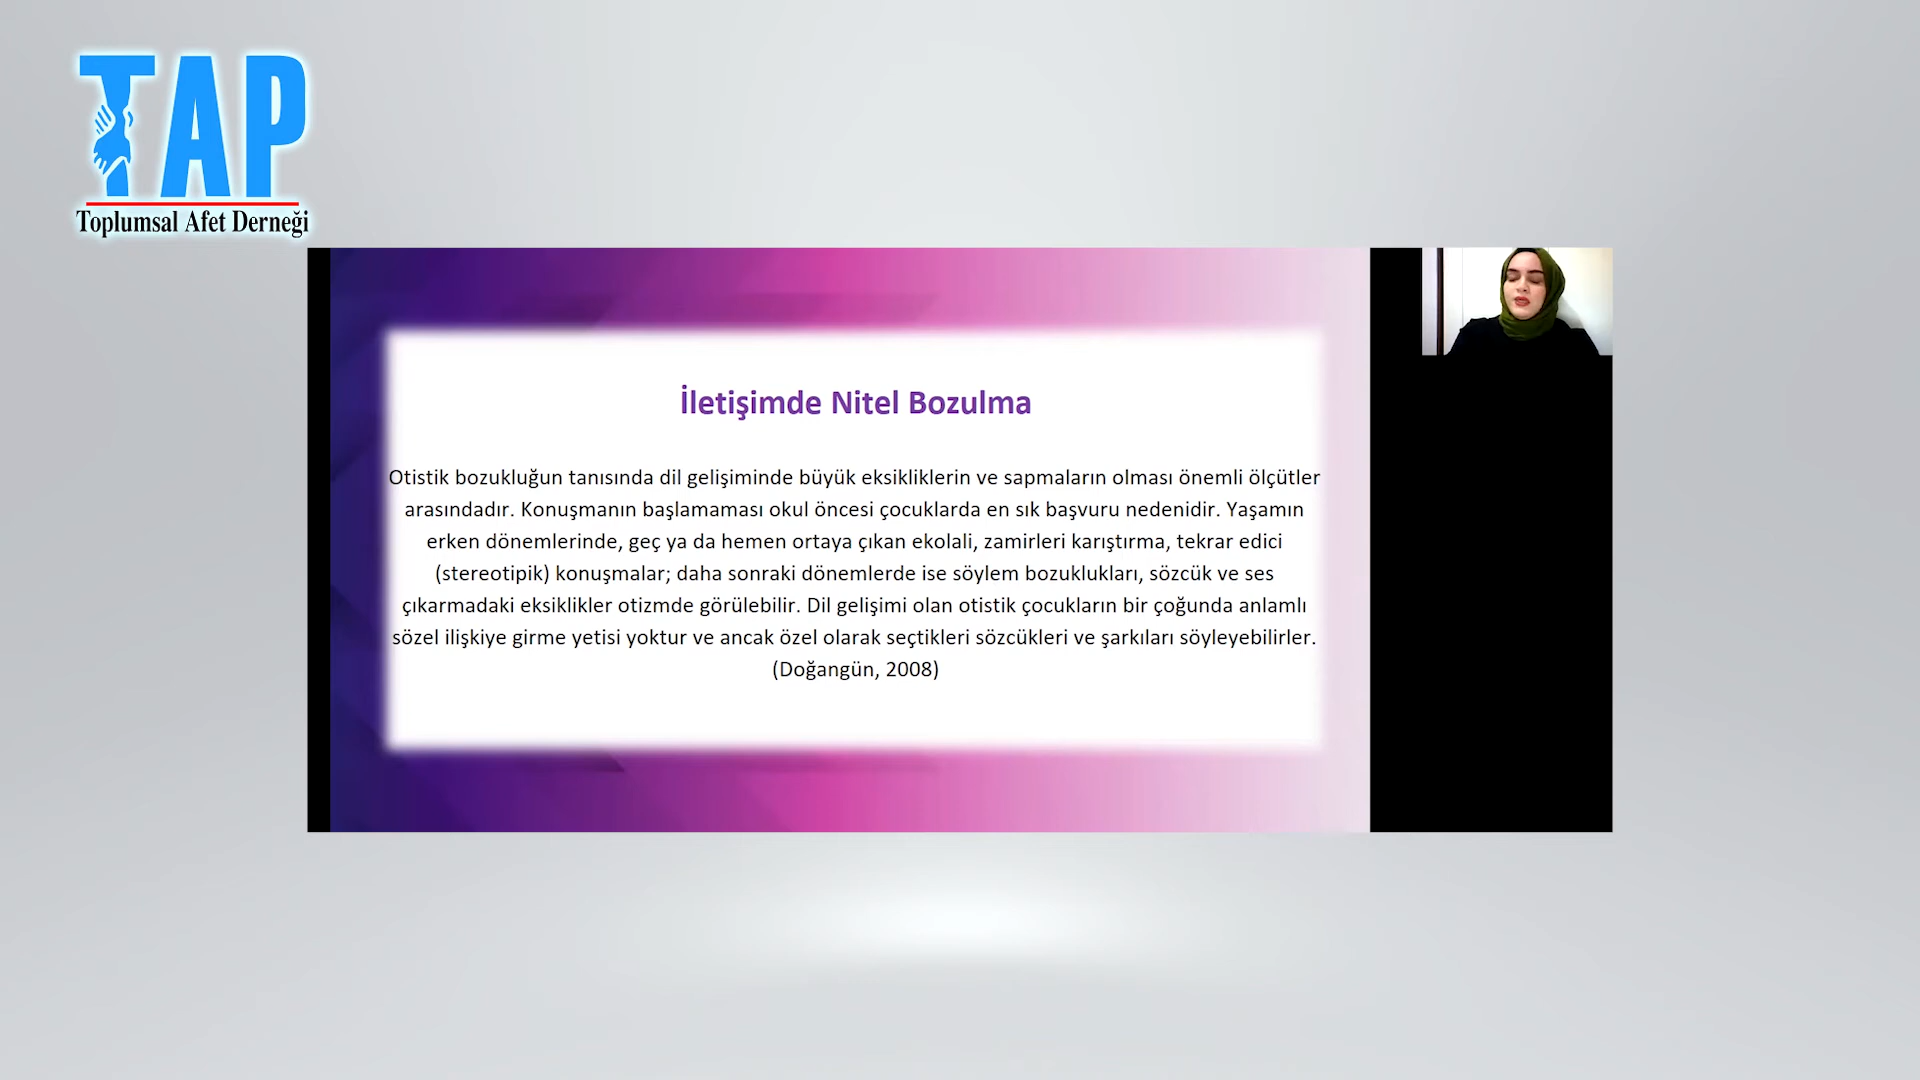 TAP
Toplumsal Afet Derneği
İletişimde Nitel Bozulma
Otistik bozukluğun tanısında dil gelişiminde büyük eksikliklerin ve sapmaların olması önemli ölçütler
arasındadır. Konuşmanın başlamaması okul öncesi çocuklarda en sık başvuru nedenidir. Yaşamın
erken dönemlerinde, geç ya da hemen ortaya çıkan ekolali, zamirleri karıştırma, tekrar edici
(stereotipik) konuşmalar; daha sonraki dönemlerde ise söylem bozuklukları, sözcük ve ses
çıkarmadaki eksiklikler otizmde görülebilir. Dil gelişimi olan otistik çocukların bir çoğunda anlamlı
sözel ilişkiye girme yetisi yoktur ve ancak özel olarak seçtikleri sözcükleri ve şarkıları söyleyebilirler.
(Doğangün, 2008)